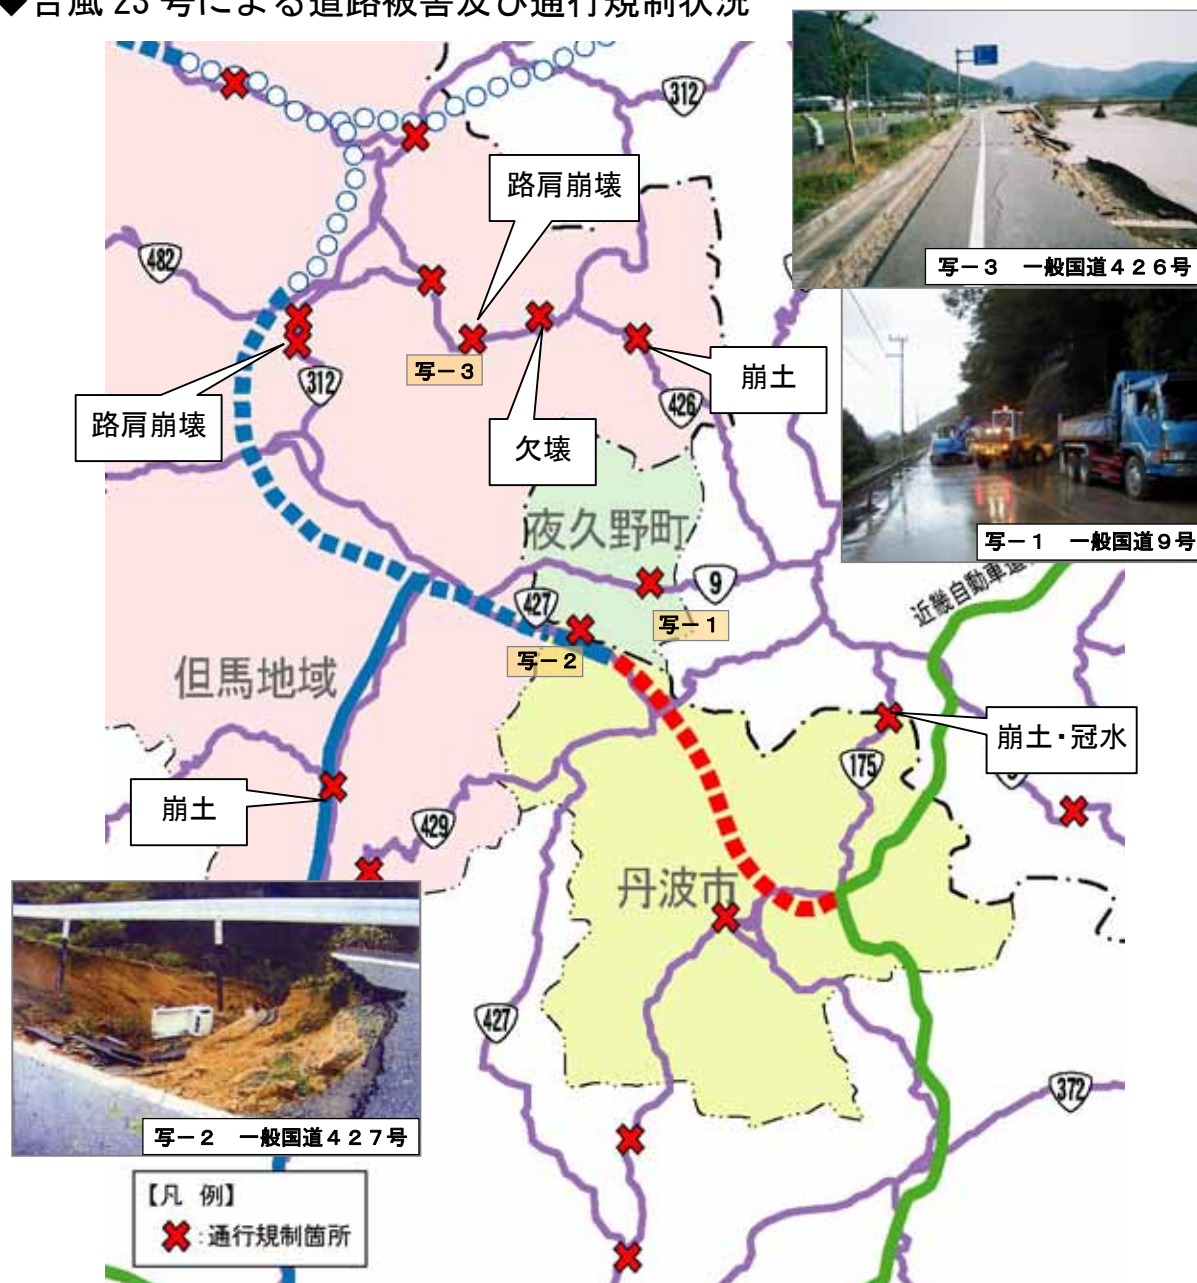 ◆台風23号による道路被害及び通行規制状況
312
路肩崩壊
写－3 一般国道426号
482
写－3
312
崩土
426
路肩崩壊
欠壊
写－1 一般国道9号
夜久野町
9
近畿自動車道
427
写－1
写－2
但馬地域
崩土・冠水
175
崩土
429
丹波市
427
372
写－2 一般国道427号
【凡 例】
:通行規制箇所